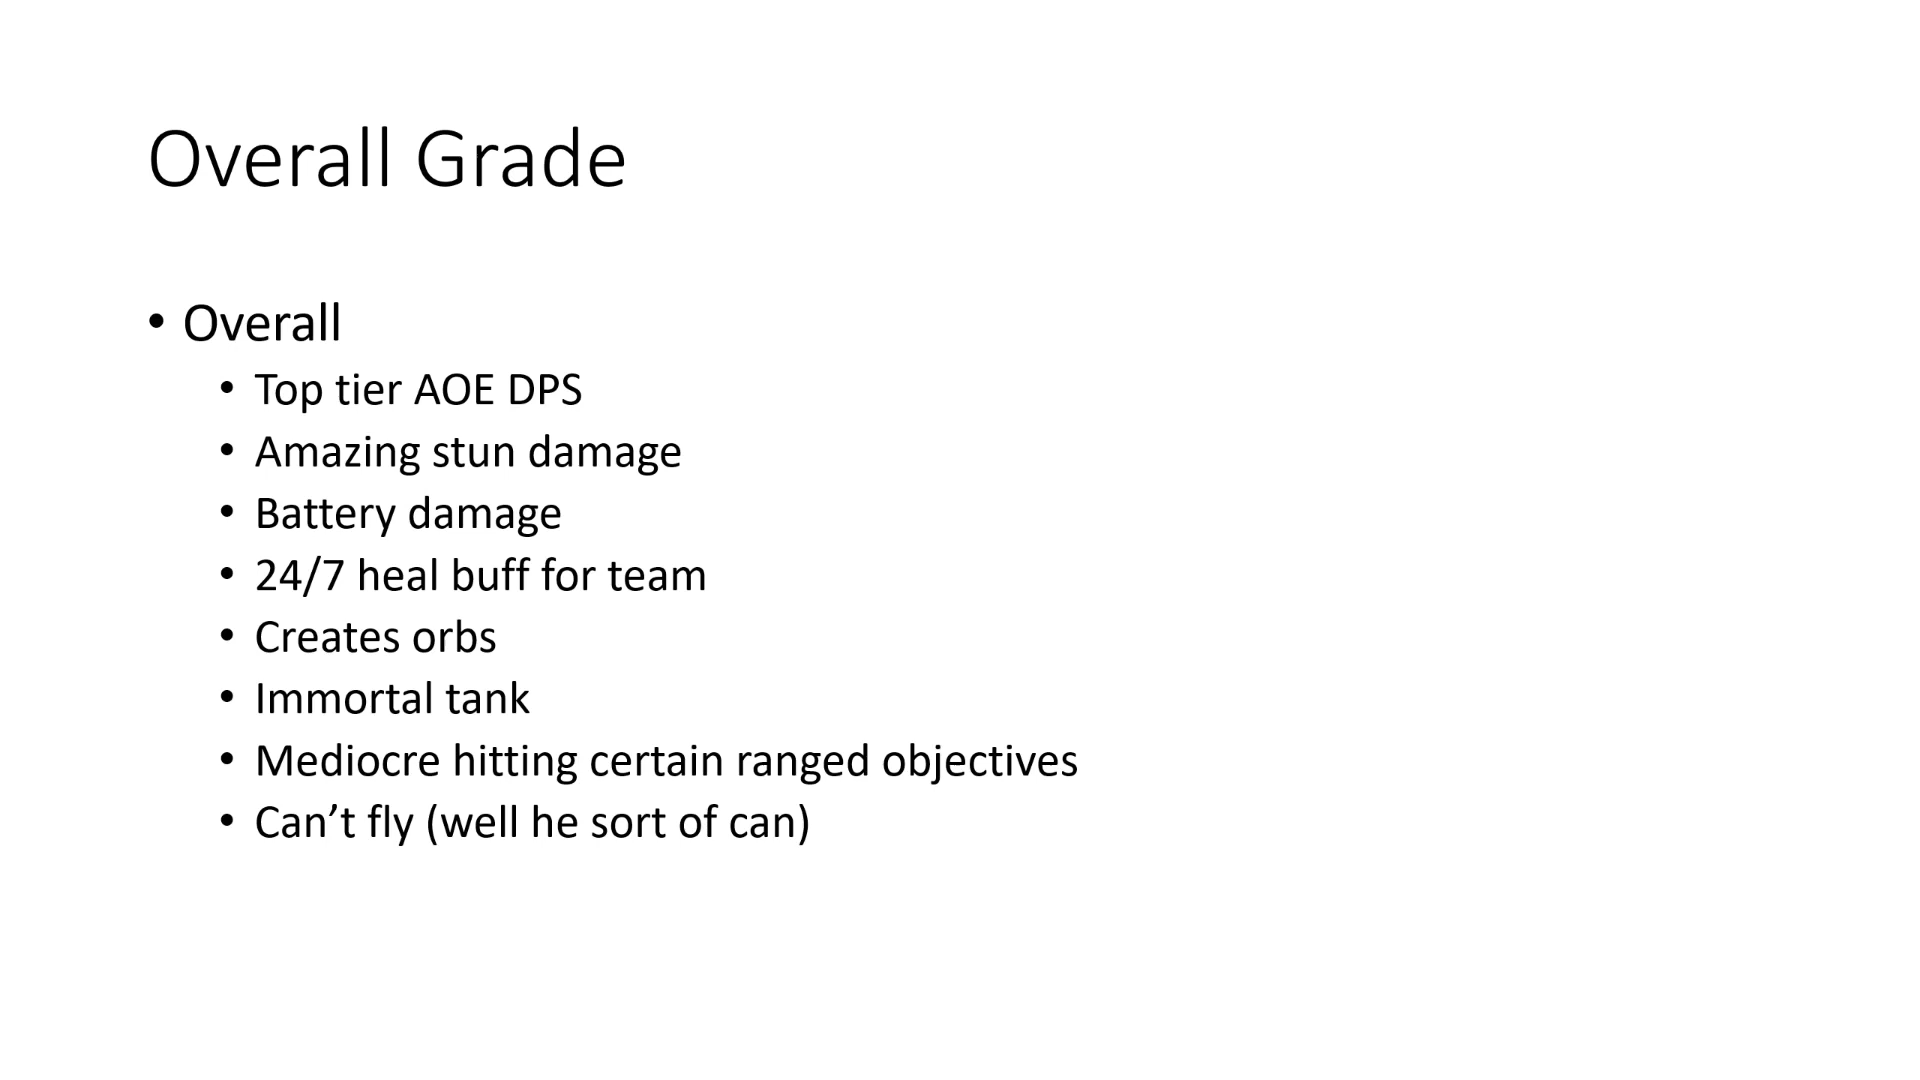 Overall Grade
• Overall
• Top tier AOE DPS
• Amazing stun damage
• Battery damage
• 24/7 heal buff for team
• Creates orbs
• Immortal tank
• Mediocre hitting certain ranged objectives
• Can’t fly (well he sort of can)